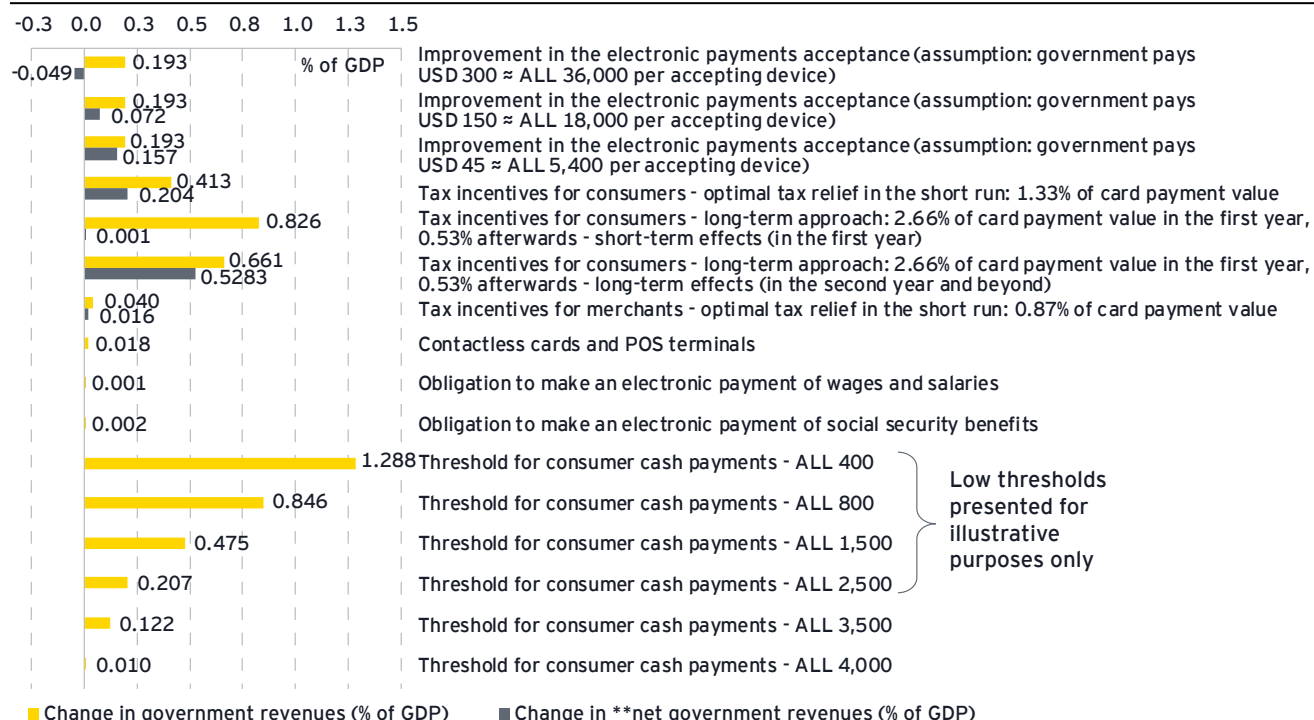 -0.3 0.0 0.3 0.5 0.8 1.0 1.3 1.5
% of GDP
0.193
-0.049
Improvement in the electronic payments acceptance (assumption: government pays
USD 300 ≈ ALL 36,000 per accepting device)
0.193
0.072
Improvement in the electronic payments acceptance (assumption: government pays
USD 150 ≈ ALL 18,000 per accepting device)
0.193
0.157
Improvement in the electronic payments acceptance (assumption: government pays
USD 45 ≈ ALL 5,400 per accepting device)
0.413
0.204
Tax incentives for consumers - optimal tax relief in the short run: 1.33% of card payment value
0.826
0.001
Tax incentives for consumers - long-term approach: 2.66% of card payment value in the first year,
0.53% afterwards - short-term effects (in the first year)
0.661
0.5283
Tax incentives for consumers - long-term approach: 2.66% of card payment value in the first year,
0.53% afterwards - long-term effects (in the second year and beyond)
0.040
0.016
Tax incentives for merchants - optimal tax relief in the short run: 0.87% of card payment value
0.018
Contactless cards and POS terminals
0.001
Obligation to make an electronic payment of wages and salaries
0.002
Obligation to make an electronic payment of social security benefits
1.288
Threshold for consumer cash payments - ALL 400
0.846
Threshold for consumer cash payments - ALL 800
0.475
Threshold for consumer cash payments - ALL 1,500
0.207
Threshold for consumer cash payments - ALL 2,500
Low thresholds
presented for
illustrative
purposes only
0.122
Threshold for consumer cash payments - ALL 3,500
0.010
Threshold for consumer cash payments - ALL 4,000
Change in government revenues (% of GDP)
Change in **net government revenues (% of GDP)